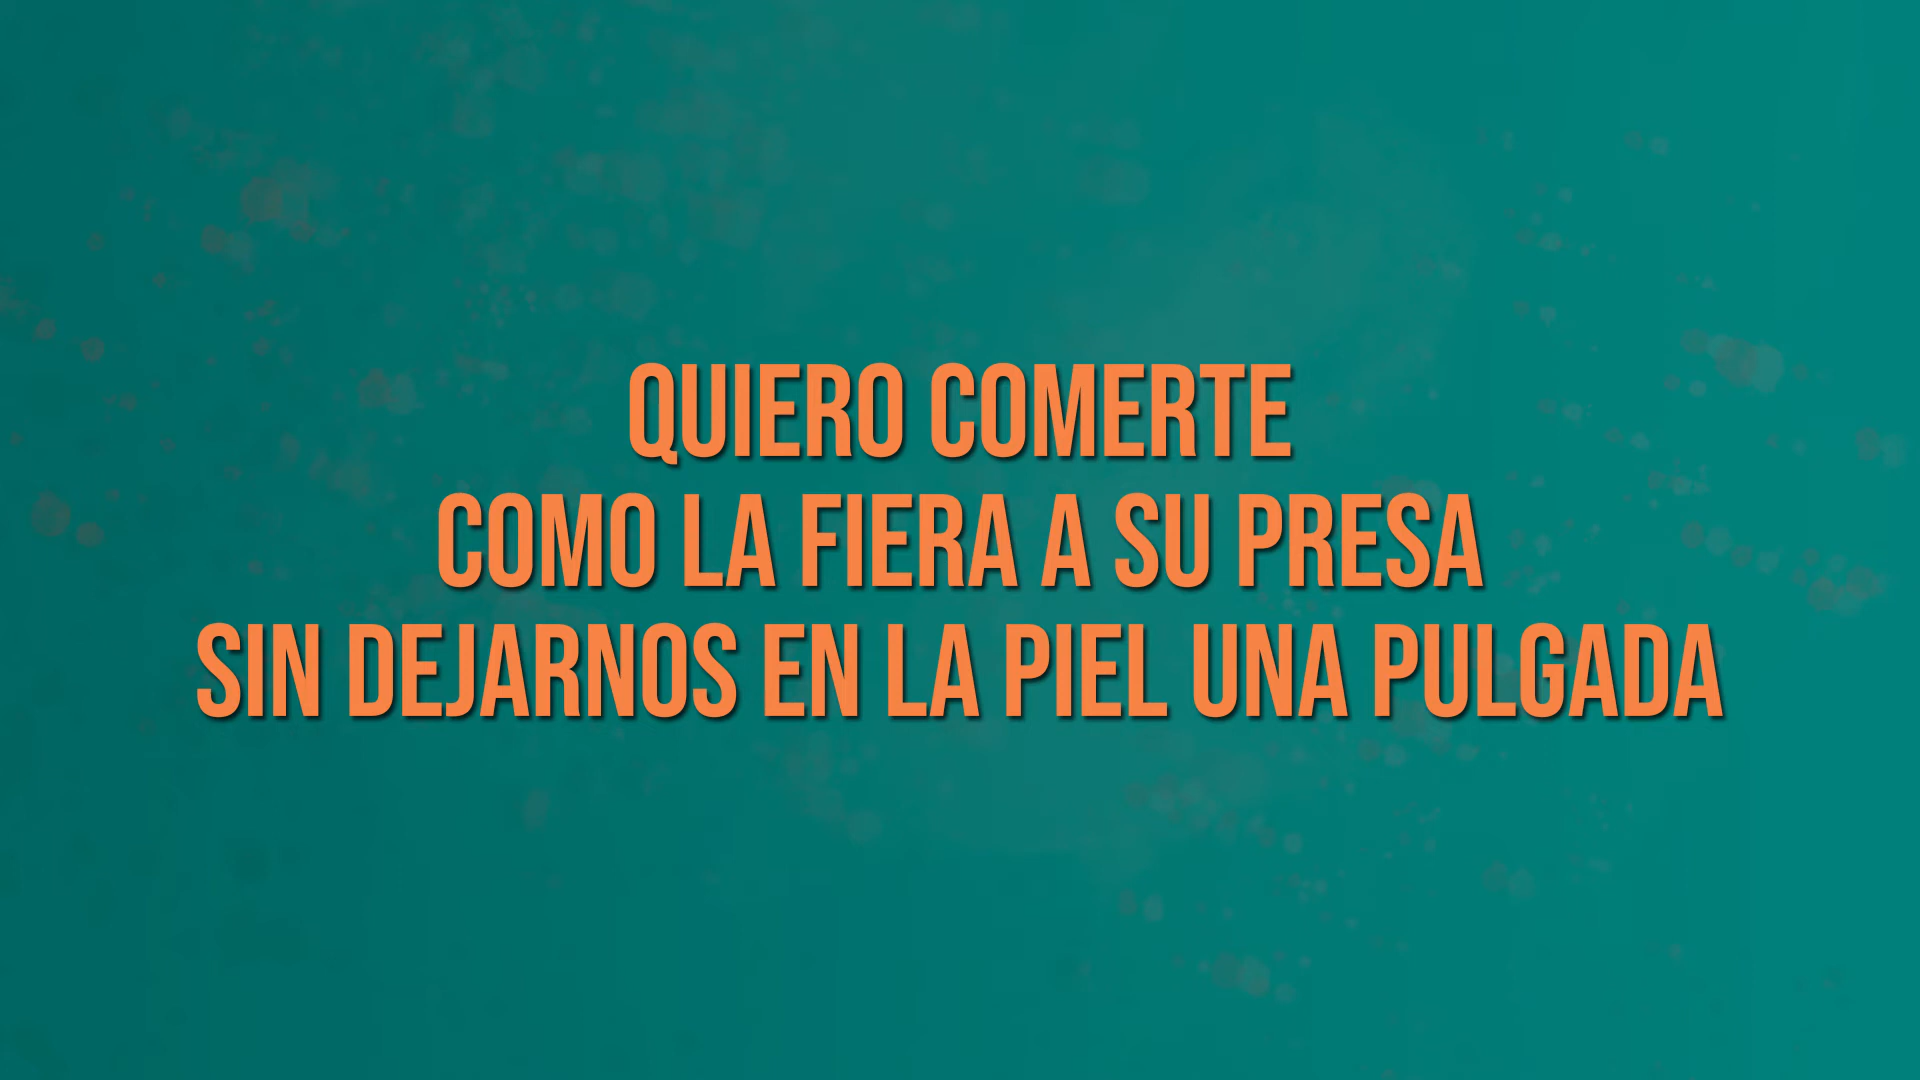 QUIERO COMERTE
COMO LA FIERA A SU PRESA
SIN DEJARNOS EN LA PIEL UNA PULGADA